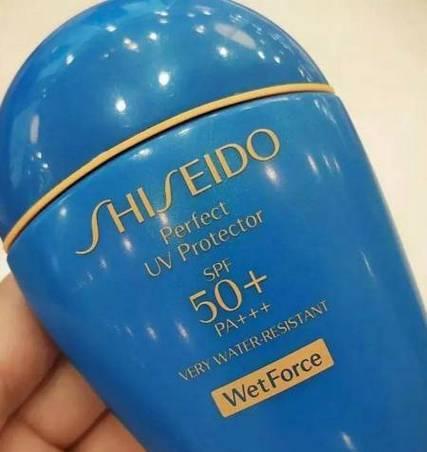 SHISEIDO
Perfect
UV Protector
SPF
50+
PA+++
VERY WATER-RESISTANT
WetForce